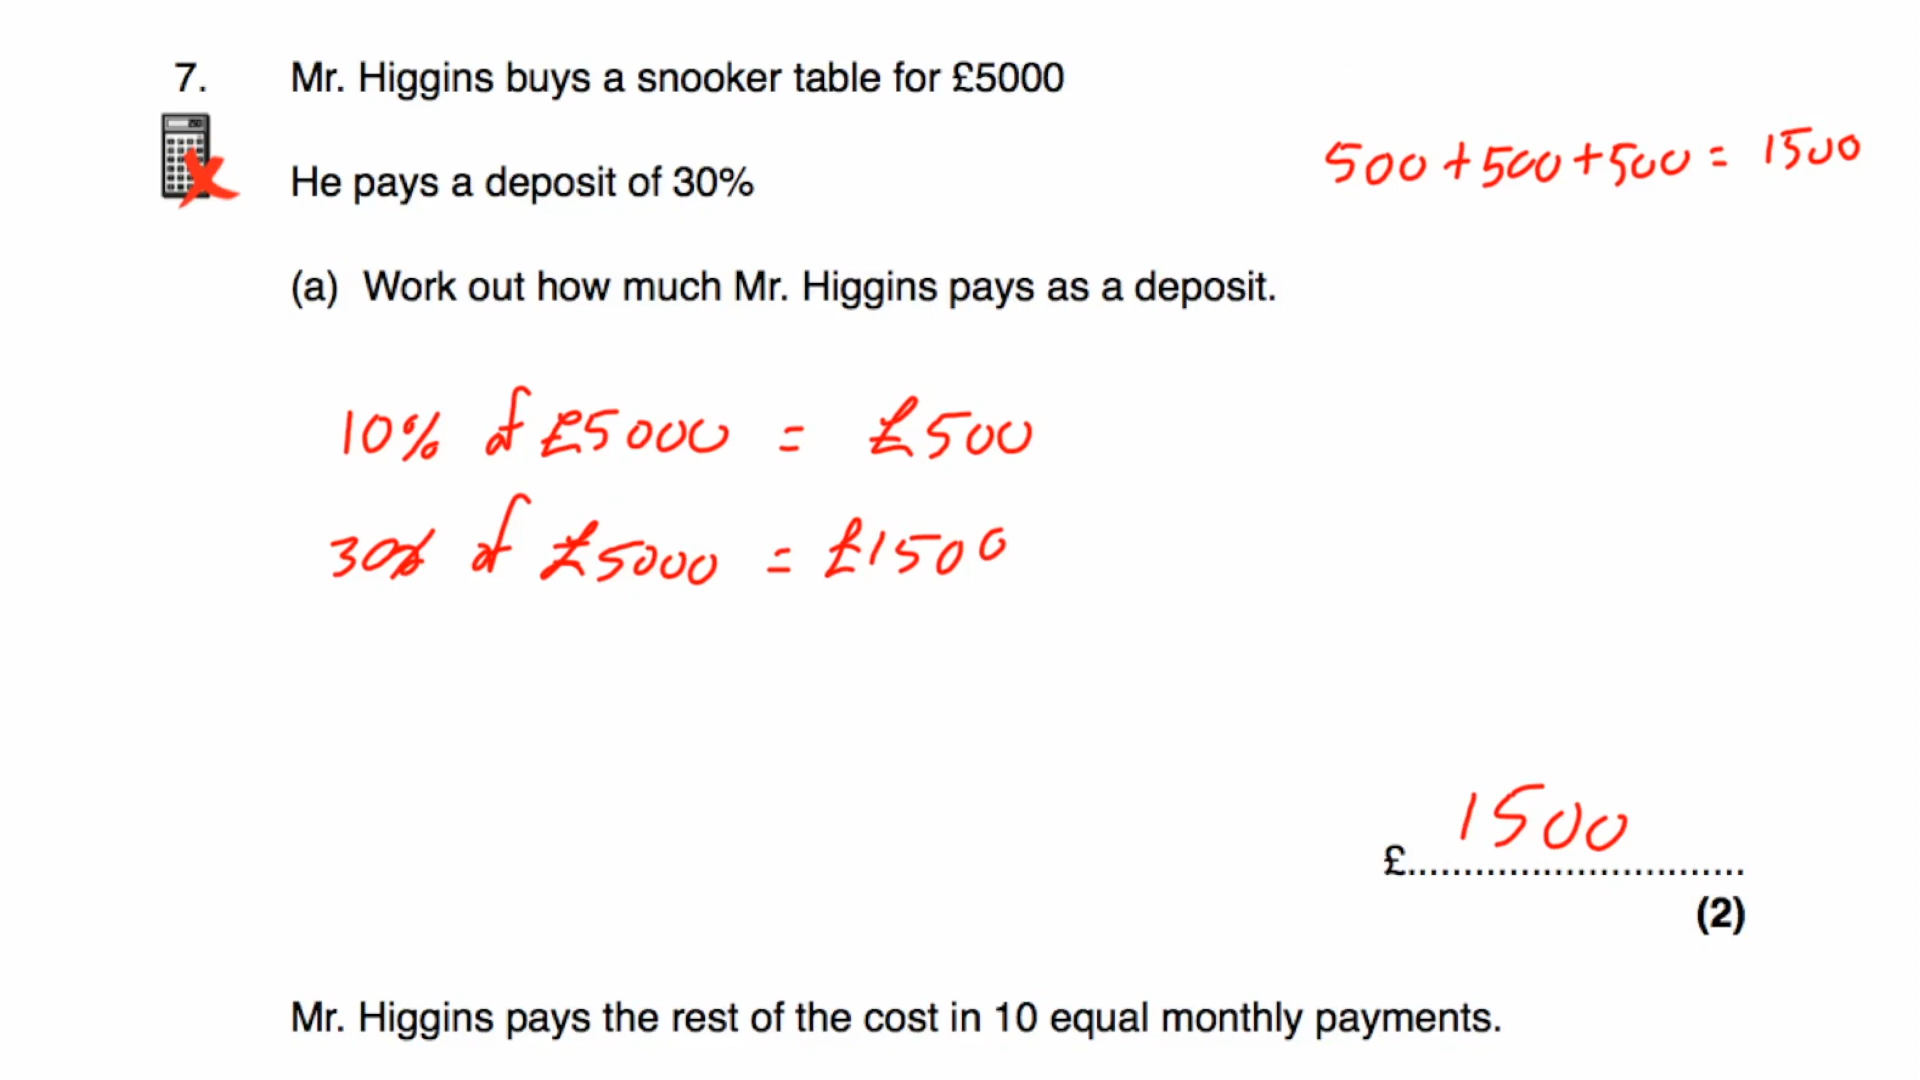 7. Mr. Higgins buys a snooker table for £5000
500 + 500 + 500 = 1500
He pays a deposit of 30%
(a) Work out how much Mr. Higgins pays as a deposit.
10% of £5000 = £500
30% of £5000 = £1500
£ 1500
(2)
Mr. Higgins pays the rest of the cost in 10 equal monthly payments.